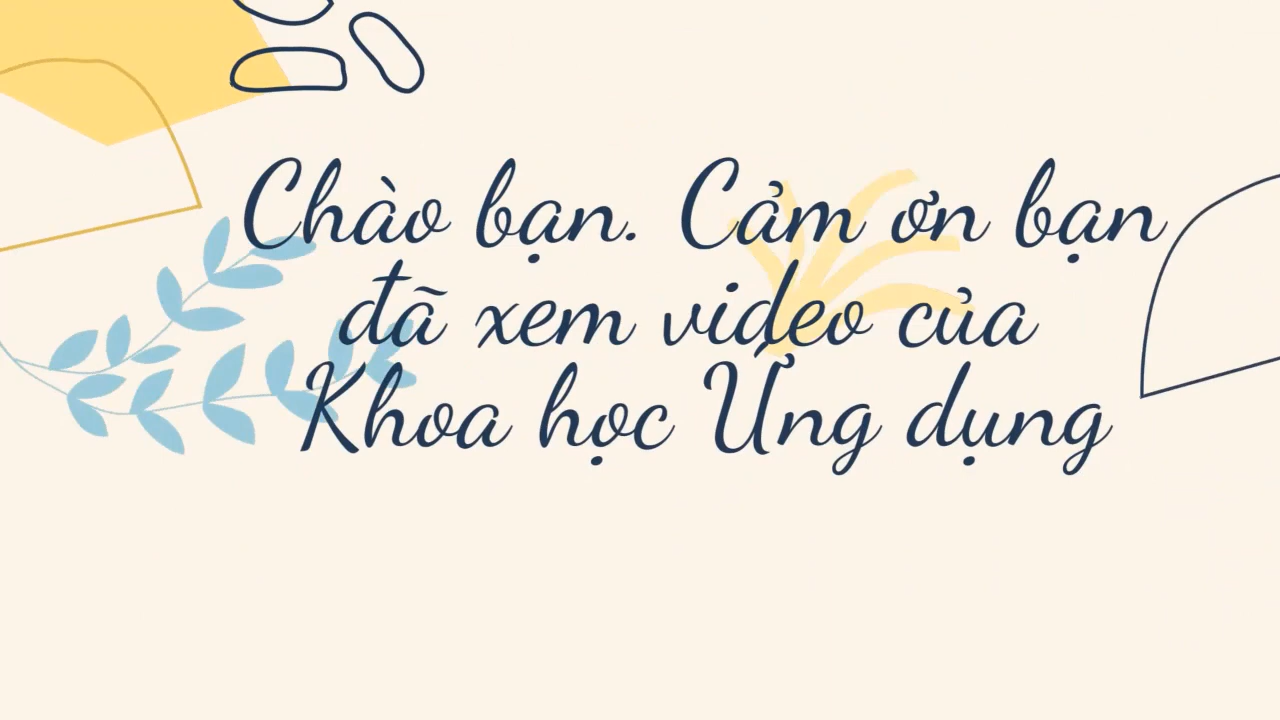 Chào bạn. Cảm ơn bạn
đã xem video của
Khoa học Ứng dụng